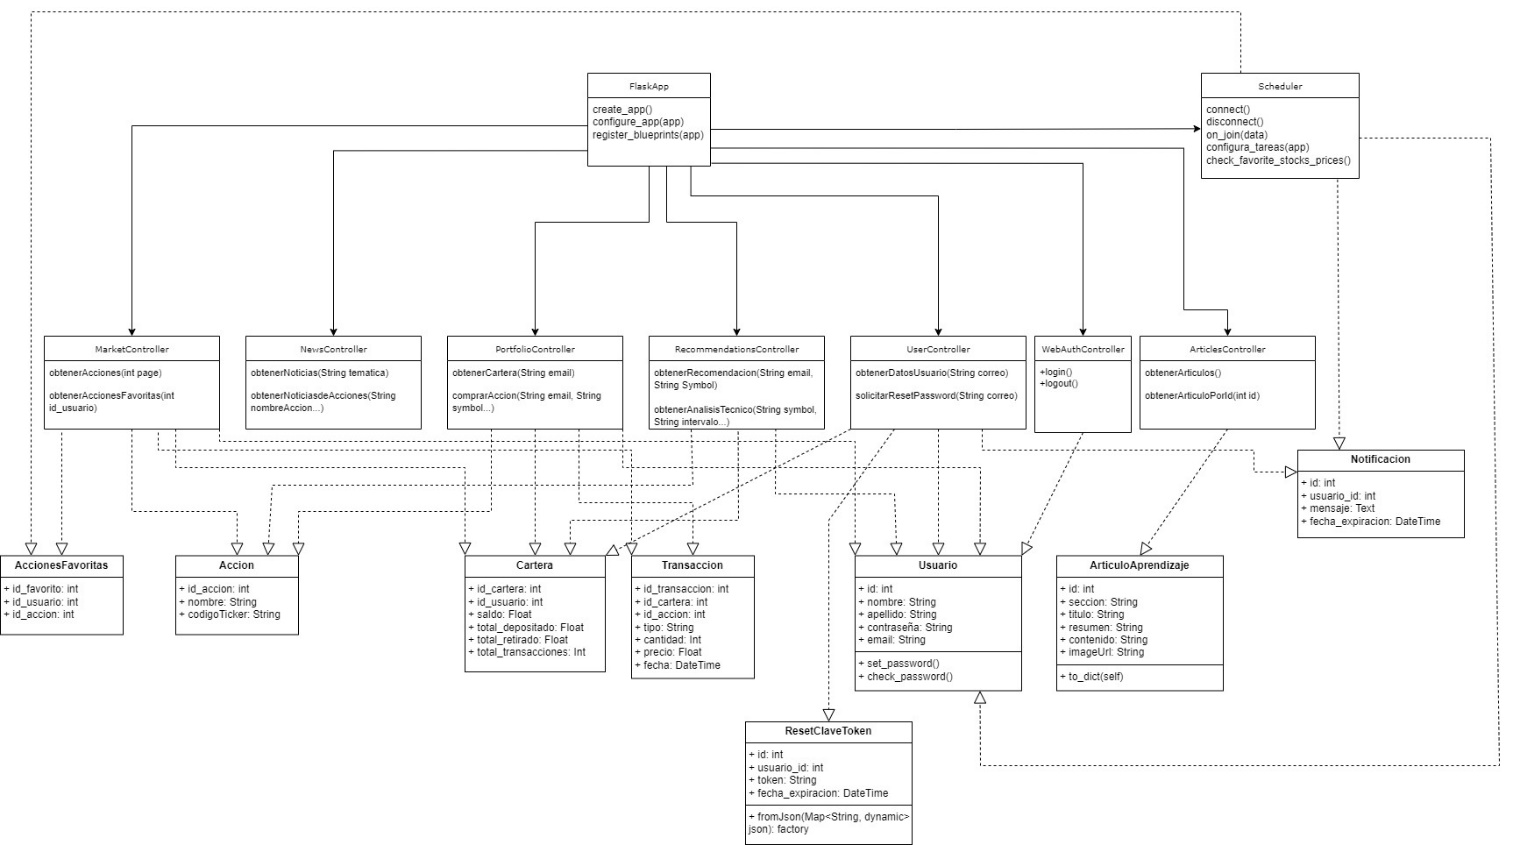 FlaskApp
create_app()
configure_app(app)
register_blueprints(app)
Scheduler
connect()
disconnect()
on_join(data)
configura_tareas(app)
check_favorite_stocks_prices()
MarketController
obtenerAcciones(int page)
obtenerAccionesFavoritas(int
id_usuario)
NewsController
obtenerNoticias(String tematica)
obtenerNoticiasdeAcciones(String
nombreAccion...)
PortfolioController
obtenerCartera(String email)
comprarAccion(String email, String
symbol...)
RecommendationsController
obtenerRecomendacion(String email,
String Symbol)
obtenerAnalisisTecnico(String symbol,
String intervalo...)
UserController
obtenerDatosUsuario(String correo)
solicitarResetPassword(String correo)
WebAuthController
+login()
+logout()
ArticlesController
obtenerArticulos()
obtenerArticuloPorId(int id)
Notificacion
+ id: int
+ usuario_id: int
+ mensaje: Text
+ fecha_expiracion: DateTime
AccionesFavoritas
+ id_favorito: int
+ id_usuario: int
+ id_accion: int
Accion
+ id_accion: int
+ nombre: String
+ codigoTicker: String
Cartera
+ id_cartera: int
+ id_usuario: int
+ saldo: Float
+ total_depositado: Float
+ total_retirado: Float
+ total_transacciones: Int
Transaccion
+ id_transaccion: int
+ id_cartera: int
+ id_accion: int
+ tipo: String
+ cantidad: Int
+ precio: Float
+ fecha: DateTime
Usuario
+ id: int
+ nombre: String
+ apellido: String
+ contraseña: String
+ email: String
+ set_password()
+ check_password()
ArticuloAprendizaje
+ id: int
+ seccion: String
+ titulo: String
+ resumen: String
+ contenido: String
+ imageUrl: String
+ to_dict(self)
ResetClaveToken
+ id: int
+ usuario_id: int
+ token: String
+ fecha_expiracion: DateTime
+ fromJson(Map<String, dynamic>
json): factory